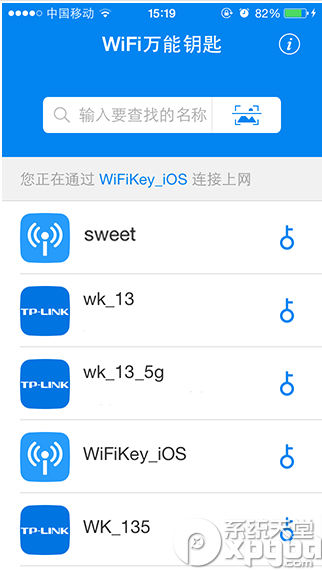 中国移动 15:19 82%
WiFi万能钥匙
输入要查找的名称
您正在通过 WiFiKey_iOS 连接上网
sweet
TP-LINK wk_13
TP-LINK wk_13_5g
WiFiKey_iOS
TP-LINK WK_135
系统天堂
xpgod.com